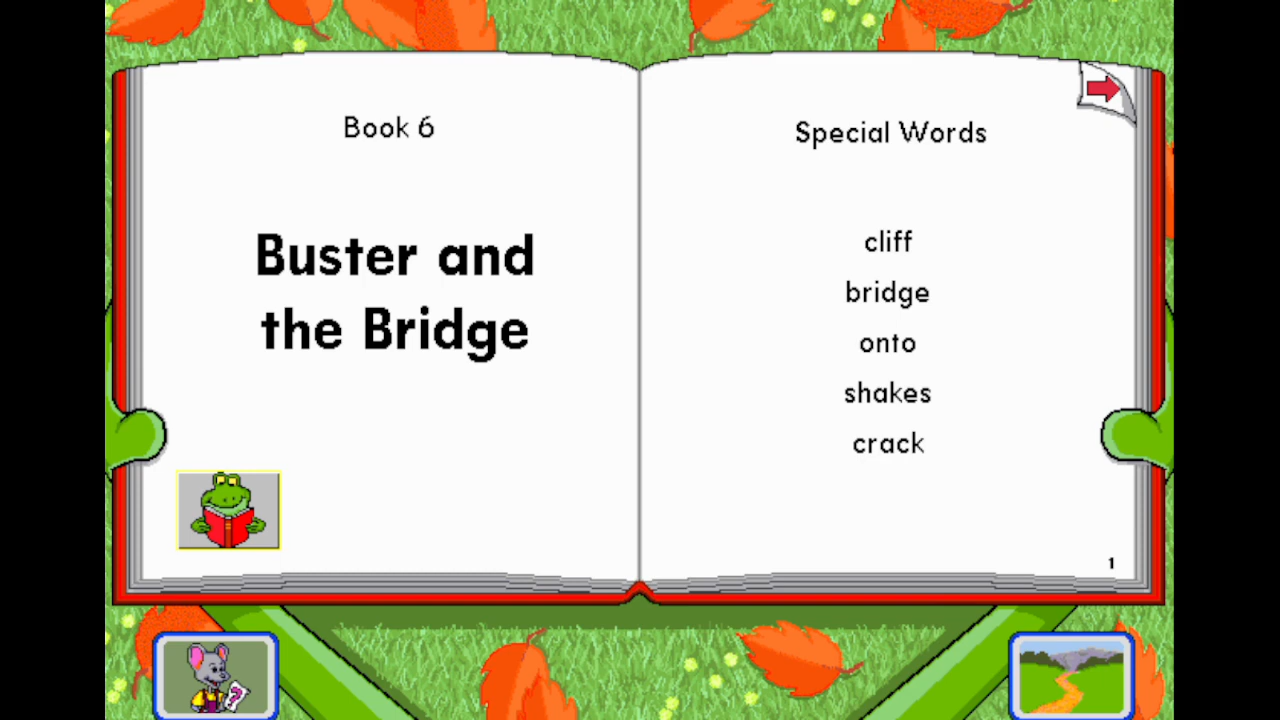 Book 6
Buster and
the Bridge
Special Words
cliff
bridge
onto
shakes
crack
1